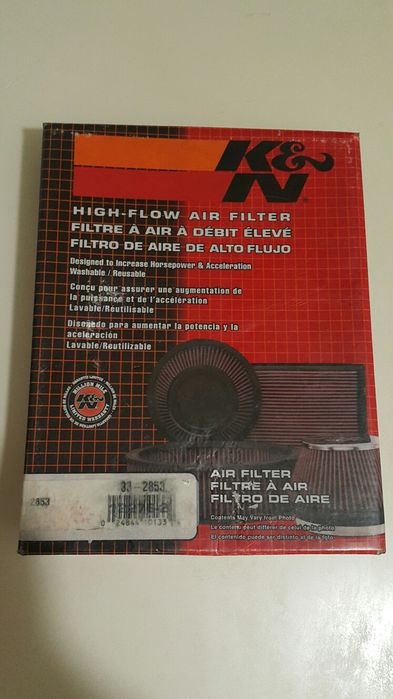 K&N
HIGH-FLOW AIR FILTER
FILTRE À AIR À DÉBIT ÉLEVÉ
FILTRO DE AIRE DE ALTO FLUJO
Designed to Increase Horsepower & Acceleration
Washable / Reusable
Conçu pour assurer une augmentation de
la puissance et de l'accélération
Lavable/Réutilisable
Diseñado para aumentar la potencia y la
aceleración
Lavable/Reutilizable
MILLION MILE
K&N
LIMITED WARRANTY
AIR FILTER
FILTRE À AIR
FILTRO DE AIRE
33-2853
2853
Contents May Vary from Photo
Le contenu peut différer de celui de la photo
El contenido puede ser distinto al de la foto